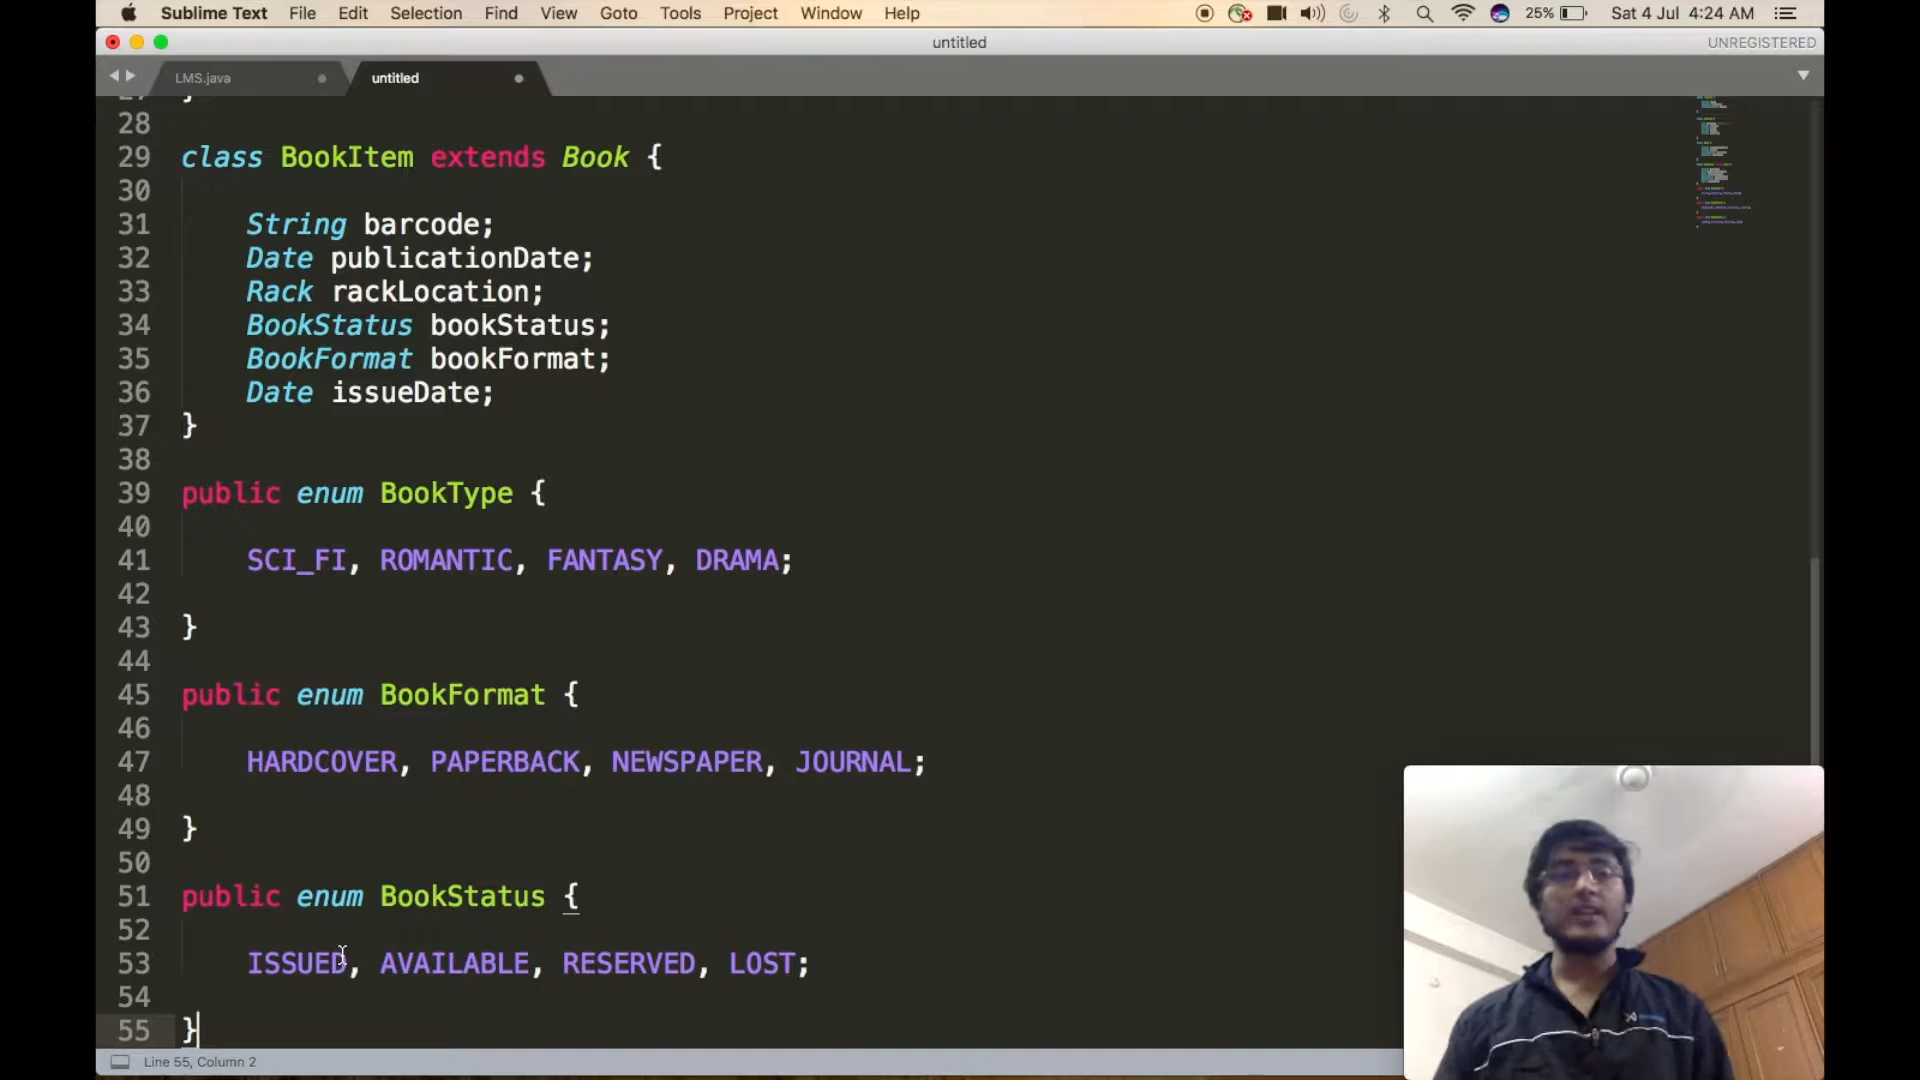 Sublime Text File Edit Selection Find View Goto Tools Project Window Help 25% Sat 4 Jul 4:24 AM
untitled UNREGISTERED
LMS.java untitled
28
29 class BookItem extends Book {
30
31 String barcode;
32 Date publicationDate;
33 Rack rackLocation;
34 BookStatus bookStatus;
35 BookFormat bookFormat;
36 Date issueDate;
37 }
38
39 public enum BookType {
40
41 SCI_FI, ROMANTIC, FANTASY, DRAMA;
42
43 }
44
45 public enum BookFormat {
46
47 HARDCOVER, PAPERBACK, NEWSPAPER, JOURNAL;
48
49 }
50
51 public enum BookStatus {
52
53 ISSUED, AVAILABLE, RESERVED, LOST;
54
55 }
Line 55, Column 2